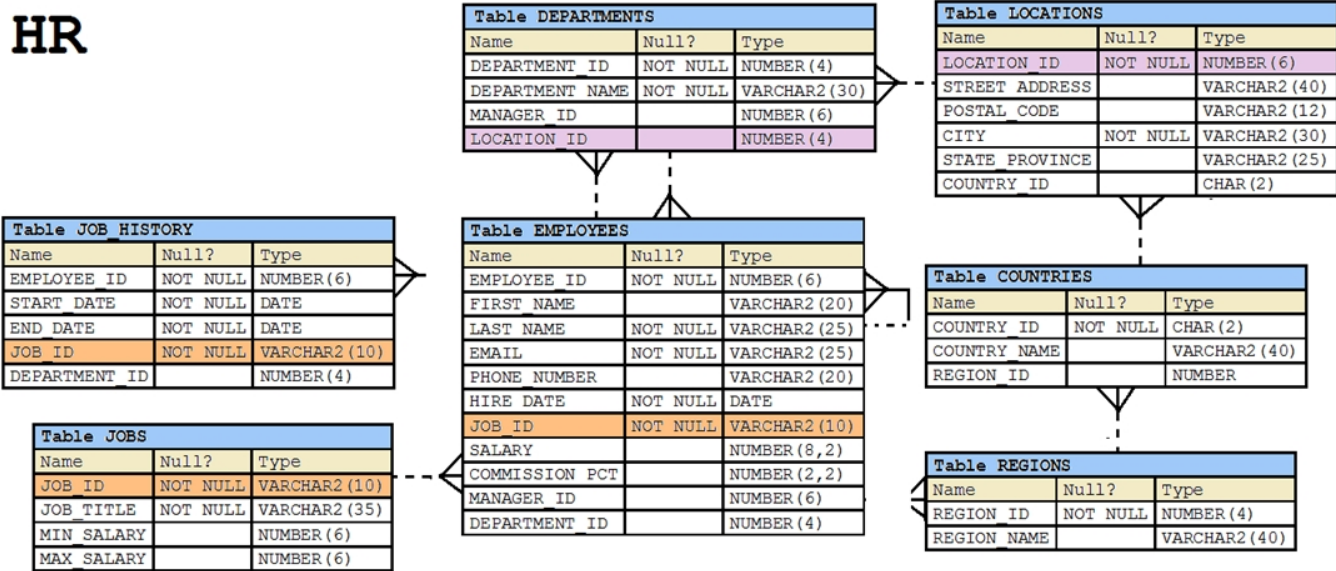 HR
Table DEPARTMENTS
Name Null? Type
DEPARTMENT_ID NOT NULL NUMBER(4)
DEPARTMENT_NAME NOT NULL VARCHAR2(30)
MANAGER_ID NUMBER(6)
LOCATION_ID NUMBER(4)
Table LOCATIONS
Name Null? Type
LOCATION_ID NOT NULL NUMBER(6)
STREET_ADDRESS VARCHAR2(40)
POSTAL_CODE VARCHAR2(12)
CITY NOT NULL VARCHAR2(30)
STATE_PROVINCE VARCHAR2(25)
COUNTRY_ID CHAR(2)
Table JOB_HISTORY
Name Null? Type
EMPLOYEE_ID NOT NULL NUMBER(6)
START_DATE NOT NULL DATE
END_DATE NOT NULL DATE
JOB_ID NOT NULL VARCHAR2(10)
DEPARTMENT_ID NUMBER(4)
Table EMPLOYEES
Name Null? Type
EMPLOYEE_ID NOT NULL NUMBER(6)
FIRST_NAME VARCHAR2(20)
LAST_NAME NOT NULL VARCHAR2(25)
EMAIL NOT NULL VARCHAR2(25)
PHONE_NUMBER VARCHAR2(20)
HIRE_DATE NOT NULL DATE
JOB_ID NOT NULL VARCHAR2(10)
SALARY NUMBER(8,2)
COMMISSION_PCT NUMBER(2,2)
MANAGER_ID NUMBER(6)
DEPARTMENT_ID NUMBER(4)
Table COUNTRIES
Name Null? Type
COUNTRY_ID NOT NULL CHAR(2)
COUNTRY_NAME VARCHAR2(40)
REGION_ID NUMBER
Table JOBS
Name Null? Type
JOB_ID NOT NULL VARCHAR2(10)
JOB_TITLE NOT NULL VARCHAR2(35)
MIN_SALARY NUMBER(6)
MAX_SALARY NUMBER(6)
Table REGIONS
Name Null? Type
REGION_ID NOT NULL NUMBER(4)
REGION_NAME VARCHAR2(40)